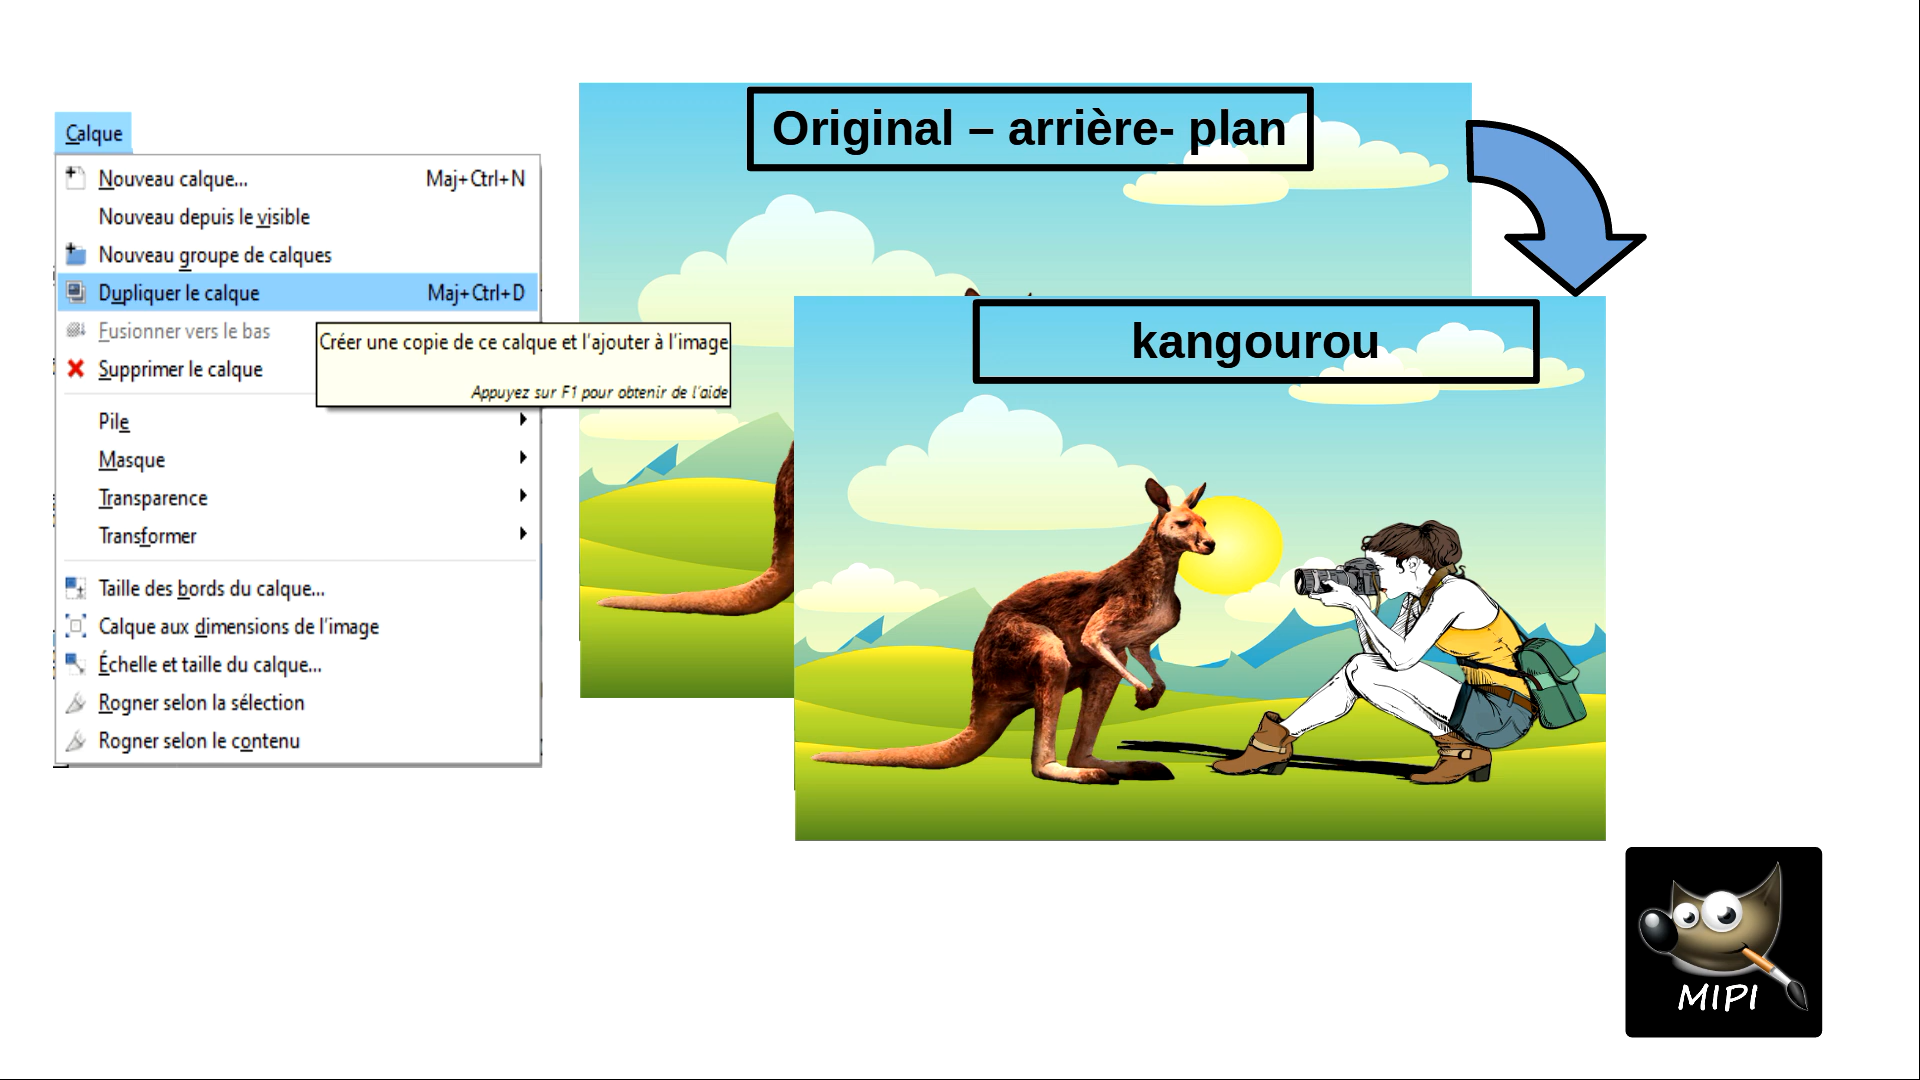 Calque
Nouveau calque... Maj+Ctrl+N
Nouveau depuis le visible
Nouveau groupe de calques
Dupliquer le calque Maj+Ctrl+D
Fusionner vers le bas
Supprimer le calque
Créer une copie de ce calque et l'ajouter à l'image
Appuyez sur F1 pour obtenir de l'aide
Pile
Masque
Transparence
Transformer
Taille des bords du calque...
Calque aux dimensions de l'image
Échelle et taille du calque...
Rogner selon la sélection
Rogner selon le contenu
Original – arrière- plan
kangourou
MIPI